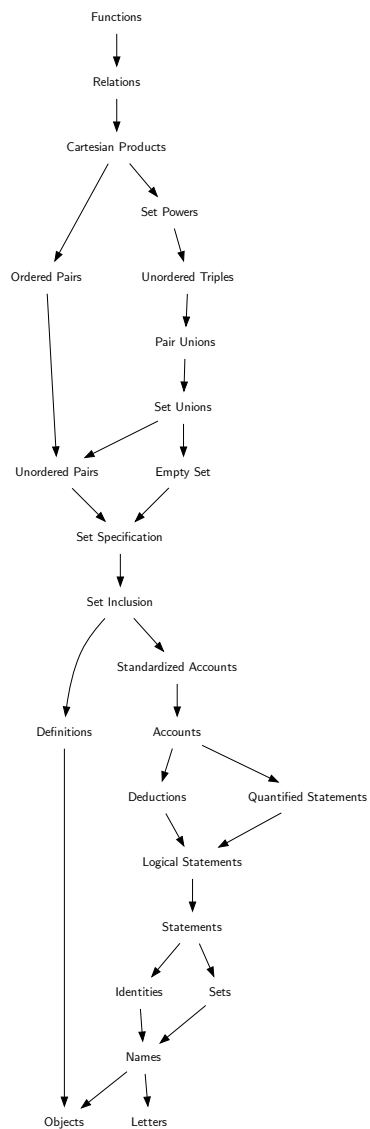 Functions
Relations
Cartesian Products
Set Powers
Ordered Pairs
Unordered Triples
Pair Unions
Set Unions
Unordered Pairs
Empty Set
Set Specification
Set Inclusion
Standardized Accounts
Definitions
Accounts
Deductions
Quantified Statements
Logical Statements
Statements
Identities
Sets
Names
Objects
Letters